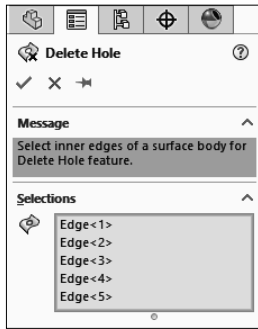 Delete Hole
Message
Select inner edges of a surface body for
Delete Hole feature.
Selections
Edge<1>
Edge<2>
Edge<3>
Edge<4>
Edge<5>